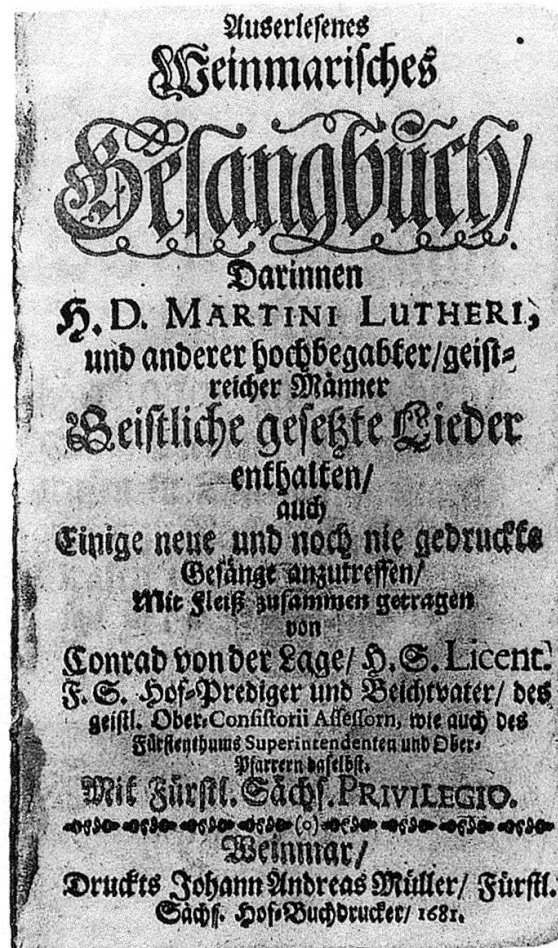 Auserlesenes
Weinmarisches
Gesangbuch/
Darinnen
H. D. MARTINI LUTHERI,
und anderer hochbegabter/geist-
reicher Männer
Geistliche gesetzte Lieder
enthalten/
auch
Einige neue und noch nie gedruckte
Gesänge anzutreffen/
Mit Fleiß zusammen getragen
von
Conrad von der Lage/ H. S. Licent.
F. S. Hof-Prediger und Beichtvater/ des
geistl. Ober-Consistorii Assessorn, wie auch des
Fürstenthums Superintendenten und Ober-
Pfarrern daselbst.
Mit Fürstl. Sächs. PRIVILEGIO.
(o)
Weinmar/
Druckts Johann Andreas Müller/ Fürstl.
Sächs. Hof-Buchdrucker/ 1681.